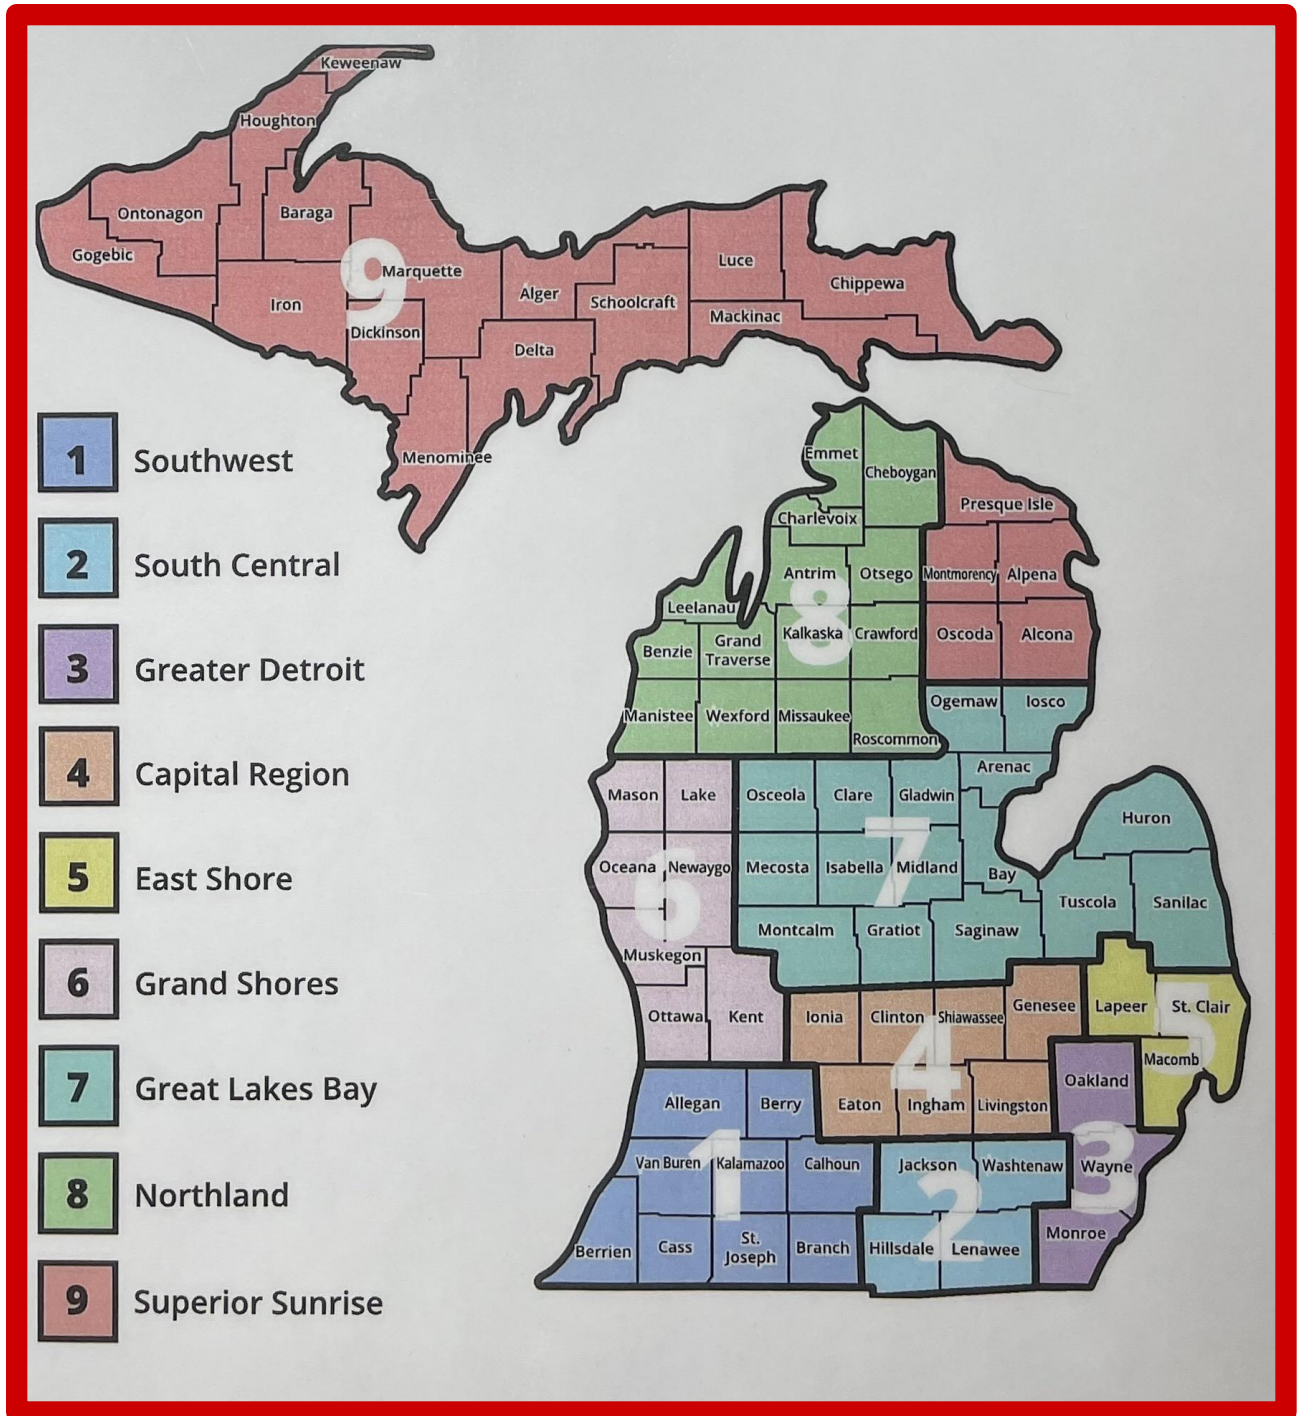 Keweenaw
Houghton
Ontonagon
Baraga
Gogebic
9
Marquette
Luce
Chippewa
Iron
Alger
Schoolcraft
Mackinac
Dickinson
Delta
Menominee
1 Southwest
2 South Central
3 Greater Detroit
4 Capital Region
5 East Shore
6 Grand Shores
7 Great Lakes Bay
8 Northland
9 Superior Sunrise
Emmet
Cheboygan
Presque Isle
Charlevoix
Antrim
Otsego
Montmorency
Alpena
8
Leelanau
Kalkaska
Crawford
Oscoda
Alcona
Benzie
Grand
Traverse
Manistee
Wexford
Missaukee
Roscommon
Ogemaw
Iosco
Arenac
Mason
Lake
Osceola
Clare
Gladwin
Huron
Oceana
Newaygo
Mecosta
Isabella
Midland
Bay
7
6
Tuscola
Sanilac
Montcalm
Gratiot
Saginaw
Muskegon
Ottawa
Kent
Ionia
Clinton
Shiawassee
Genesee
Lapeer
St. Clair
5
4
Macomb
Oakland
Allegan
Berry
Eaton
Ingham
Livingston
Van Buren
Kalamazoo
Calhoun
Jackson
Washtenaw
Wayne
1
2
3
Berrien
Cass
St.
Joseph
Branch
Hillsdale
Lenawee
Monroe